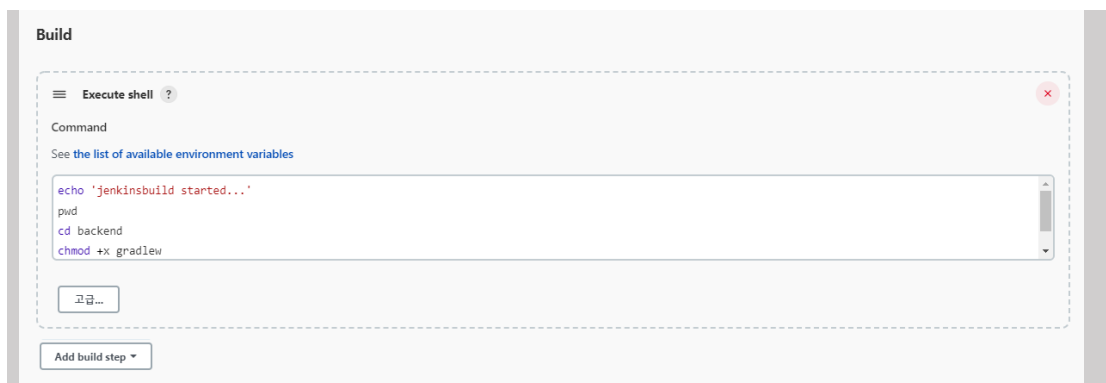 Build
Execute shell ?
Command
See the list of available environment variables
echo 'jenkinsbuild started...'
pwd
cd backend
chmod +x gradlew
고급...
Add build step